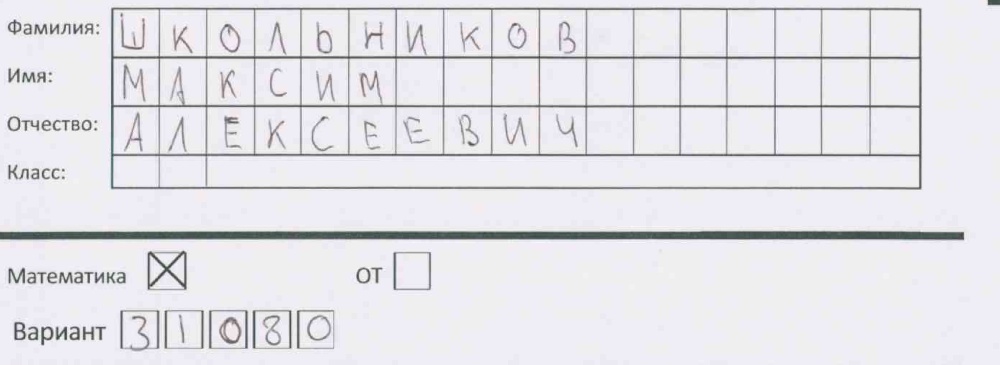 Фамилия: ШКОЛЬНИКОВ
Имя: МАКСИМ
Отчество: АЛЕКСЕЕВИЧ
Класс:
Математика ☒ ОТ ☐
Вариант 31080